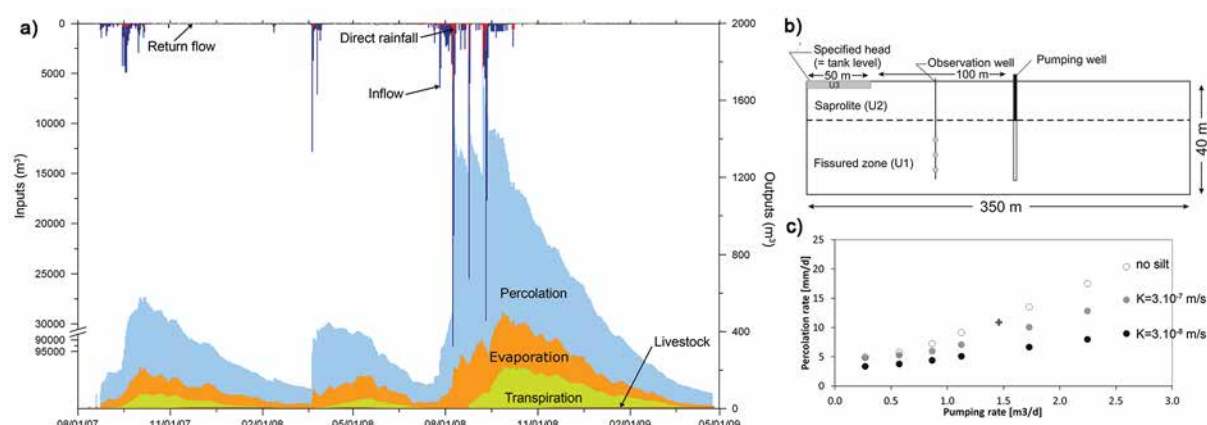 a)
0
5000
10000
15000
20000
25000
30000
90000
95000
Inputs (m³)
Return flow
Direct rainfall
Inflow
Percolation
Evaporation
Transpiration
Livestock
2000
1600
1200
800
400
0
Outputs (m³)
09/01/07 11/01/07 02/01/08 05/01/08 08/01/08 11/01/08 02/01/09 05/01/09
b)
Specified head
(= tank level)
50 m
Observation well
100 m
Pumping well
U3
Saprolite (U2)
Fissured zone (U1)
40 m
350 m
c)
25
20
15
10
5
0
Percolation rate [mm/d]
0.0 0.5 1.0 1.5 2.0 2.5 3.0
Pumping rate [m3/d]
no silt
K=3.10⁻⁷ m/s
K=3.10⁻⁸ m/s